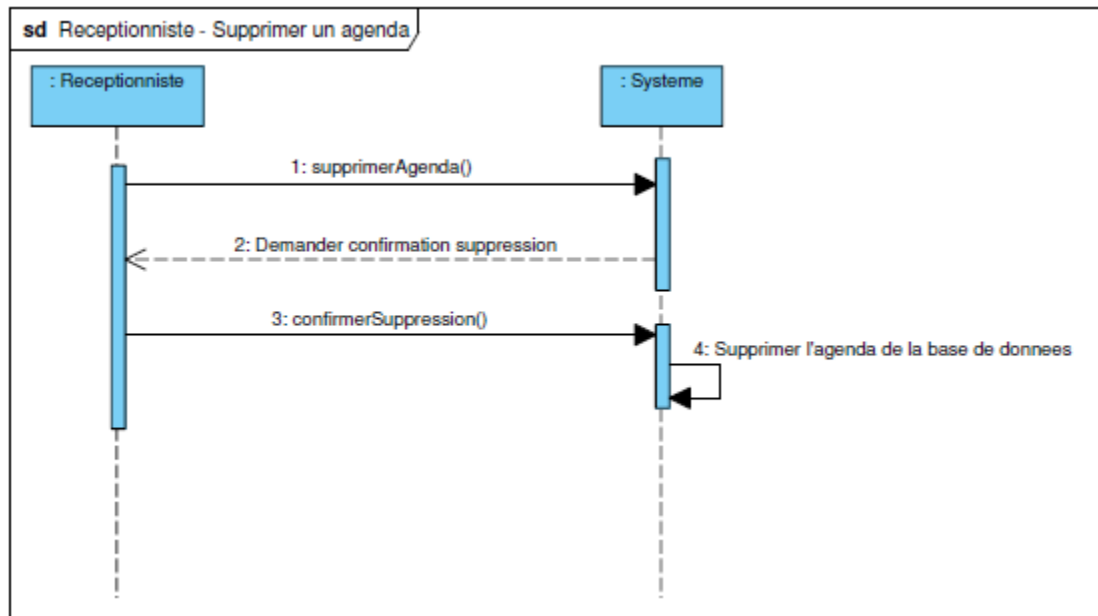 sd Receptionniste - Supprimer un agenda
: Receptionniste
: Systeme
1: supprimerAgenda()
2: Demander confirmation suppression
3: confirmerSuppression()
4: Supprimer l'agenda de la base de donnees